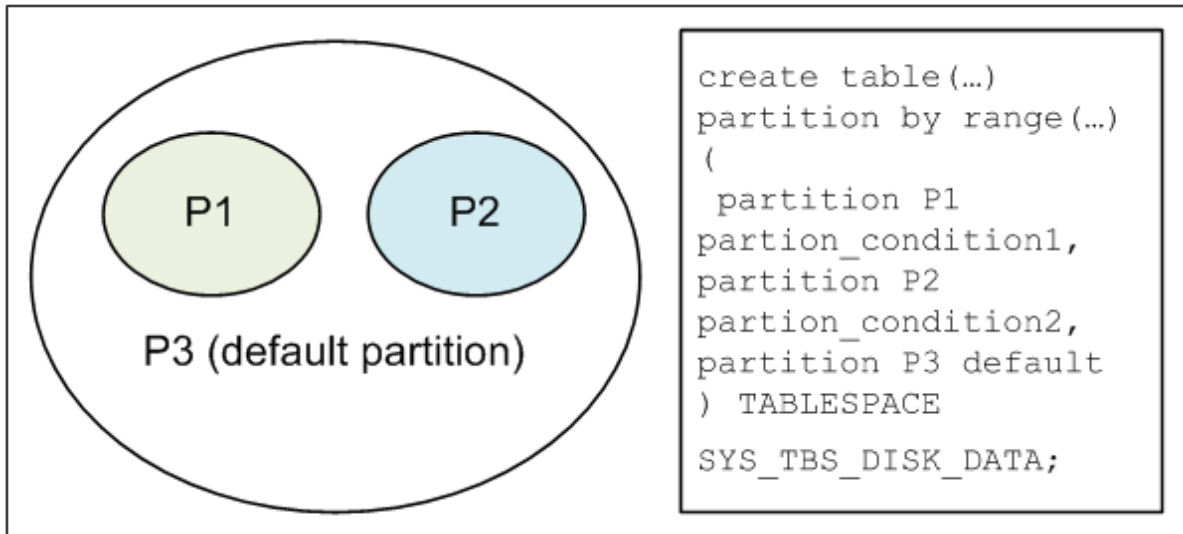 P1
P2
P3 (default partition)
create table(…)
partition by range(…)
(
partition P1
partion_condition1,
partition P2
partion_condition2,
partition P3 default
) TABLESPACE
SYS_TBS_DISK_DATA;